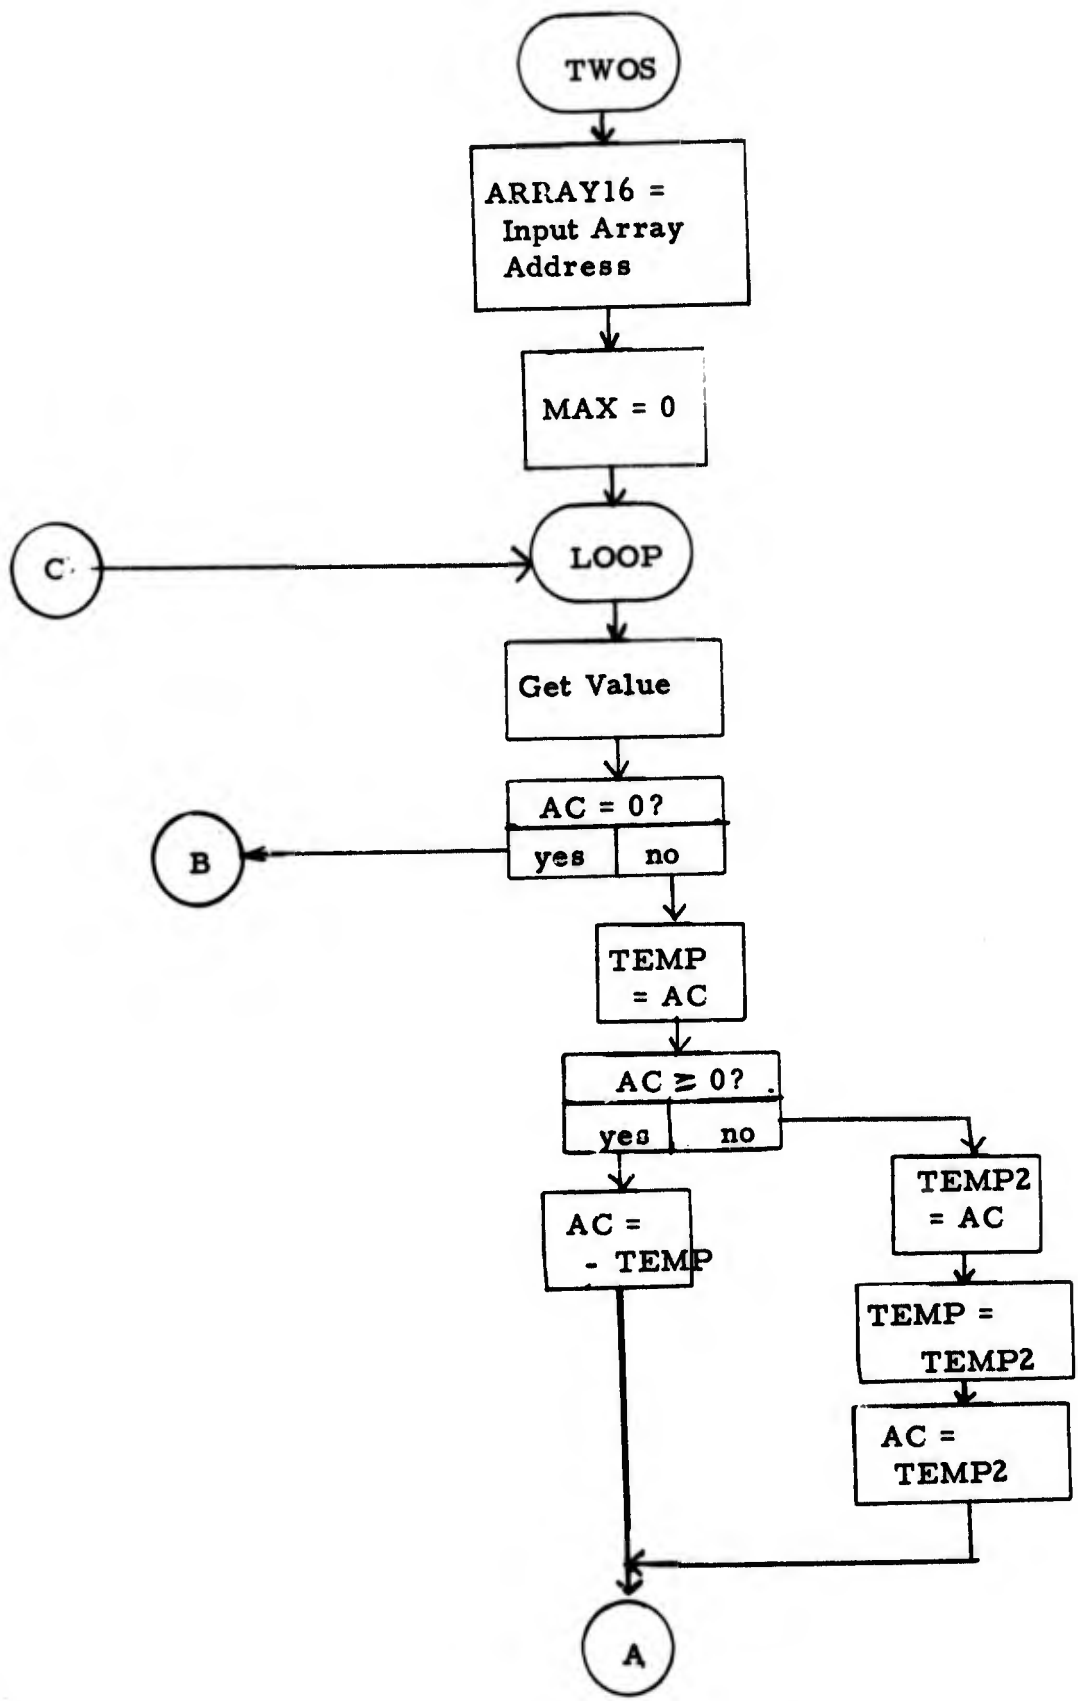 TWOS
ARRAY16 =
Input Array
Address
MAX = 0
C
LOOP
Get Value
AC = 0?
yes no
B
TEMP
= AC
AC ≥ 0?
yes no
TEMP2
= AC
AC =
- TEMP
TEMP =
TEMP2
AC =
TEMP2
A